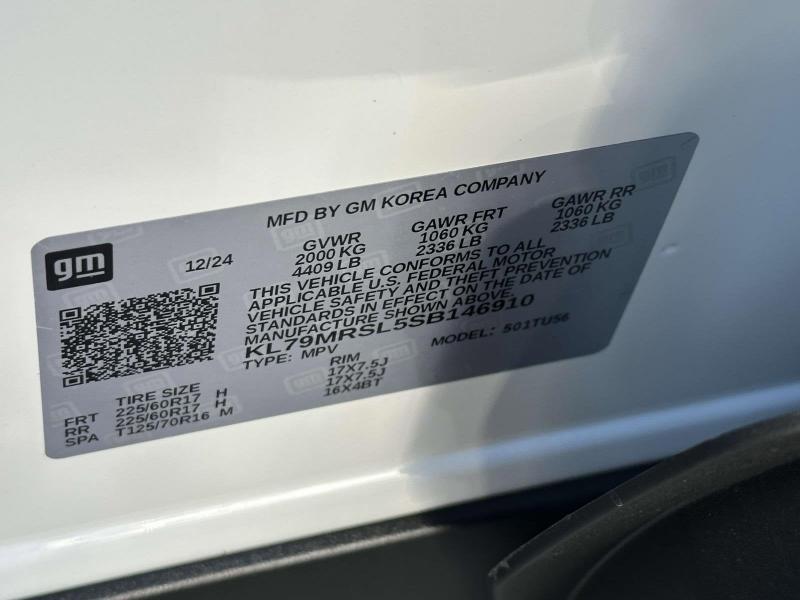 MFD BY GM KOREA COMPANY
gm
12/24
GVWR
2000 KG
4409 LB
GAWR FRT
1060 KG
2336 LB
GAWR RR
1060 KG
2336 LB
THIS VEHICLE CONFORMS TO ALL
APPLICABLE U.S. FEDERAL MOTOR
VEHICLE SAFETY AND THEFT PREVENTION
STANDARDS IN EFFECT ON THE DATE OF
MANUFACTURE SHOWN ABOVE.
KL79MRSL5SB146910
TYPE: MPV
MODEL: 501TU56
TIRE SIZE RIM
FRT 225/60R17 H 17X7.5J
RR 225/60R17 H 17X7.5J
SPA T125/70R16 M 16X4BT